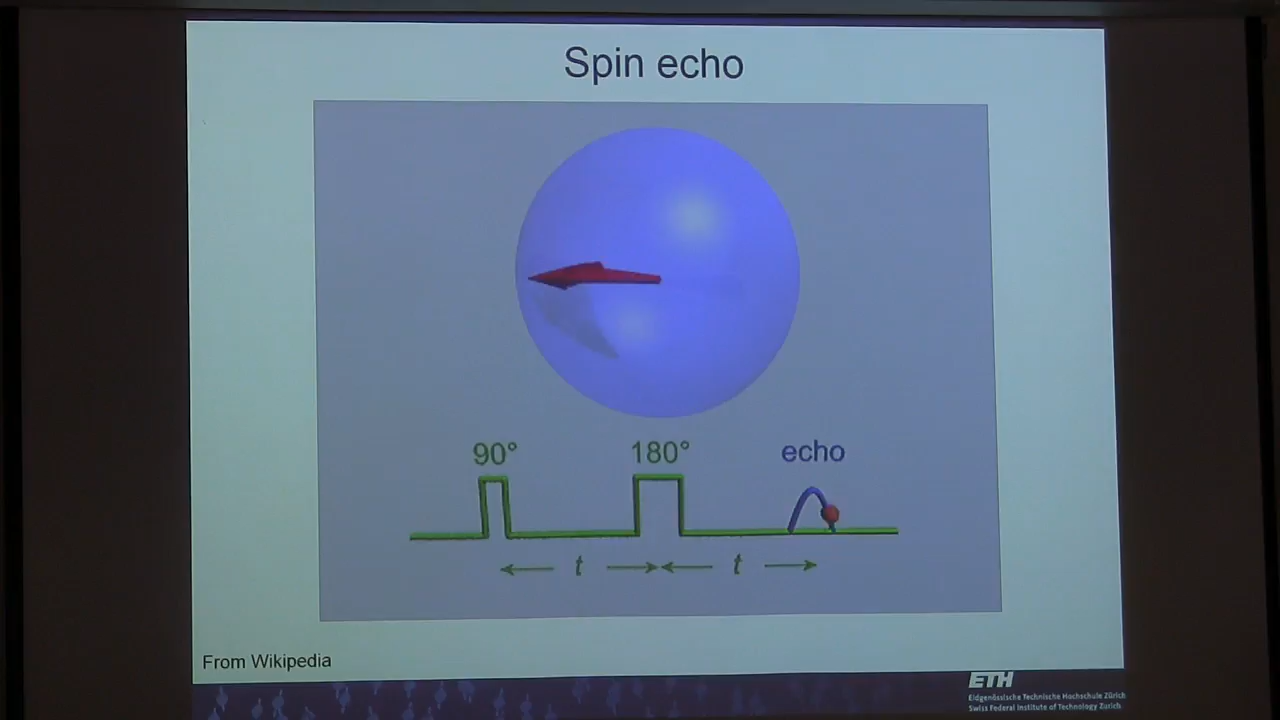 Spin echo
90° 180° echo
t t
From Wikipedia
ETH
Eidgenössische Technische Hochschule Zürich
Swiss Federal Institute of Technology Zurich